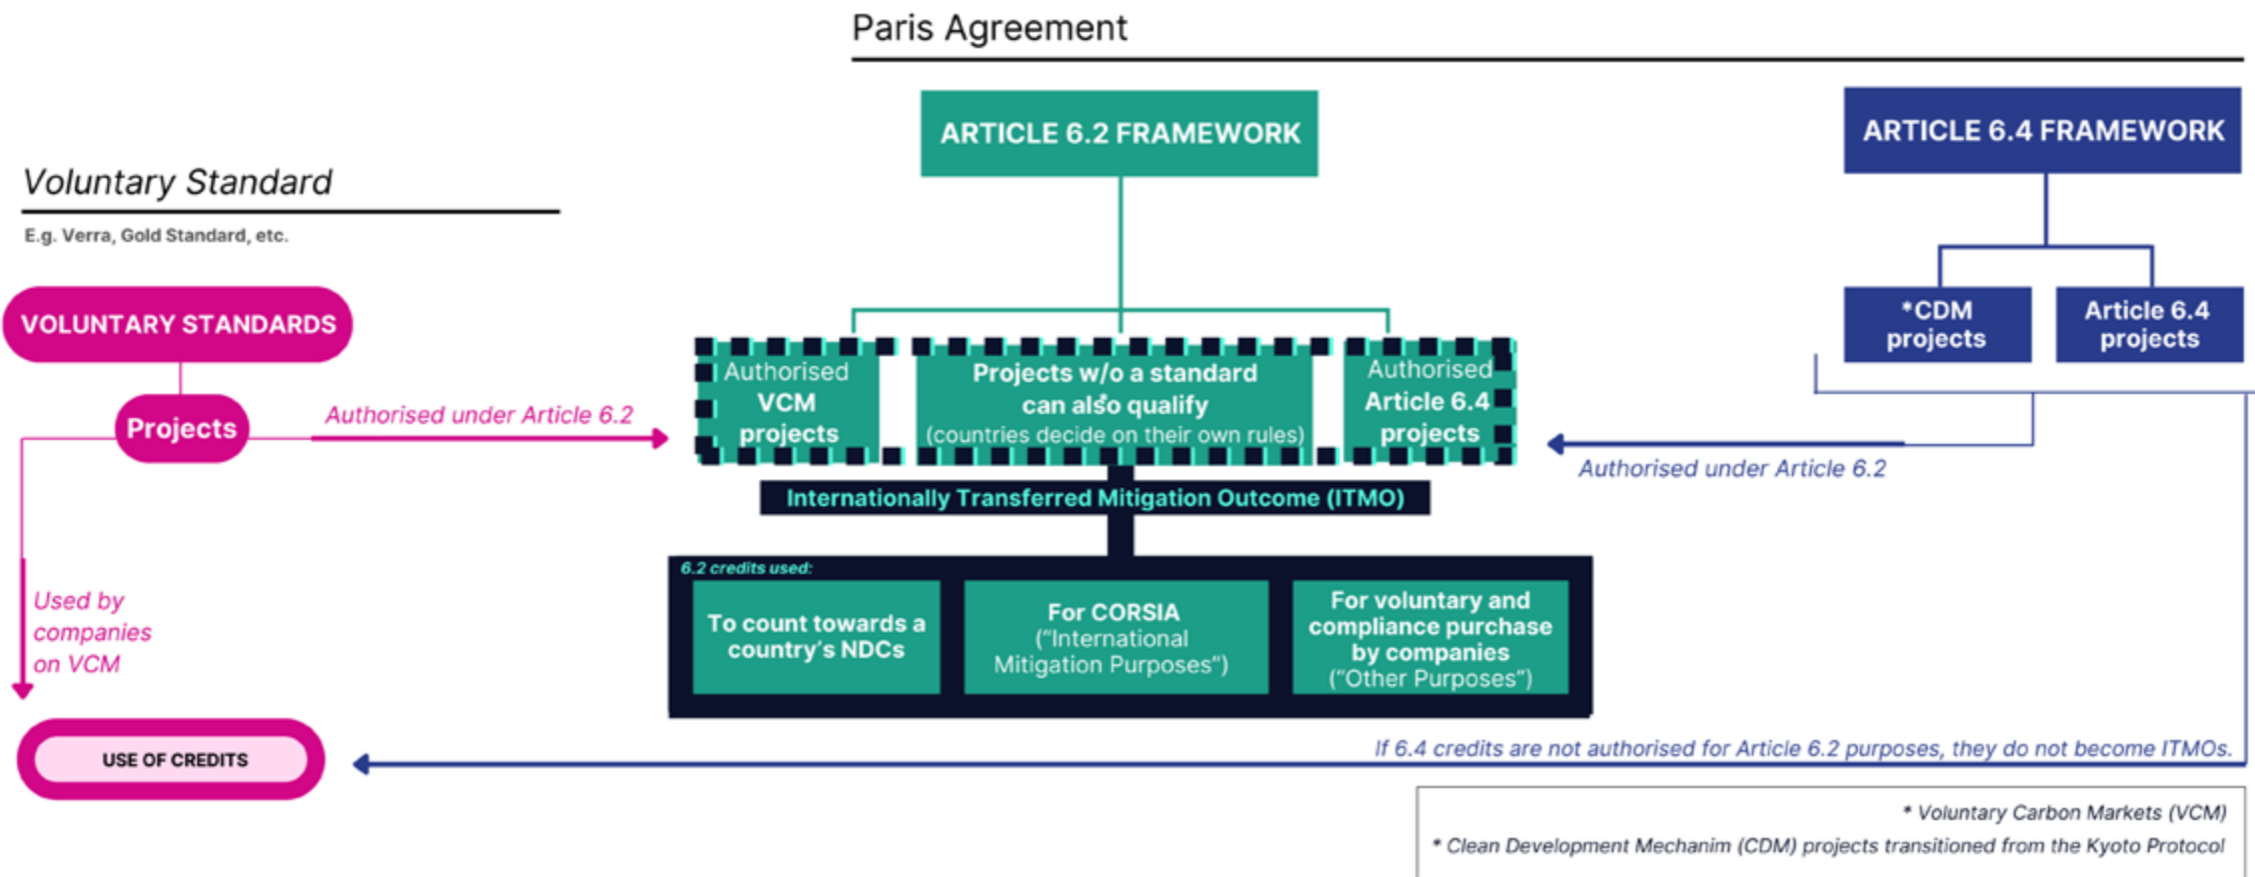 Paris Agreement
Voluntary Standard
E.g. Verra, Gold Standard, etc.
VOLUNTARY STANDARDS
Projects
Authorised under Article 6.2
Used by
companies
on VCM
USE OF CREDITS
ARTICLE 6.2 FRAMEWORK
Authorised
VCM
projects
Projects w/o a standard
can also qualify
(countries decide on their own rules)
Authorised
Article 6.4
projects
Internationally Transferred Mitigation Outcome (ITMO)
6.2 credits used:
To count towards a
country's NDCs
For CORSIA
("International
Mitigation Purposes")
For voluntary and
compliance purchase
by companies
("Other Purposes")
ARTICLE 6.4 FRAMEWORK
*CDM
projects
Article 6.4
projects
Authorised under Article 6.2
If 6.4 credits are not authorised for Article 6.2 purposes, they do not become ITMOs.
* Voluntary Carbon Markets (VCM)
* Clean Development Mechanim (CDM) projects transitioned from the Kyoto Protocol